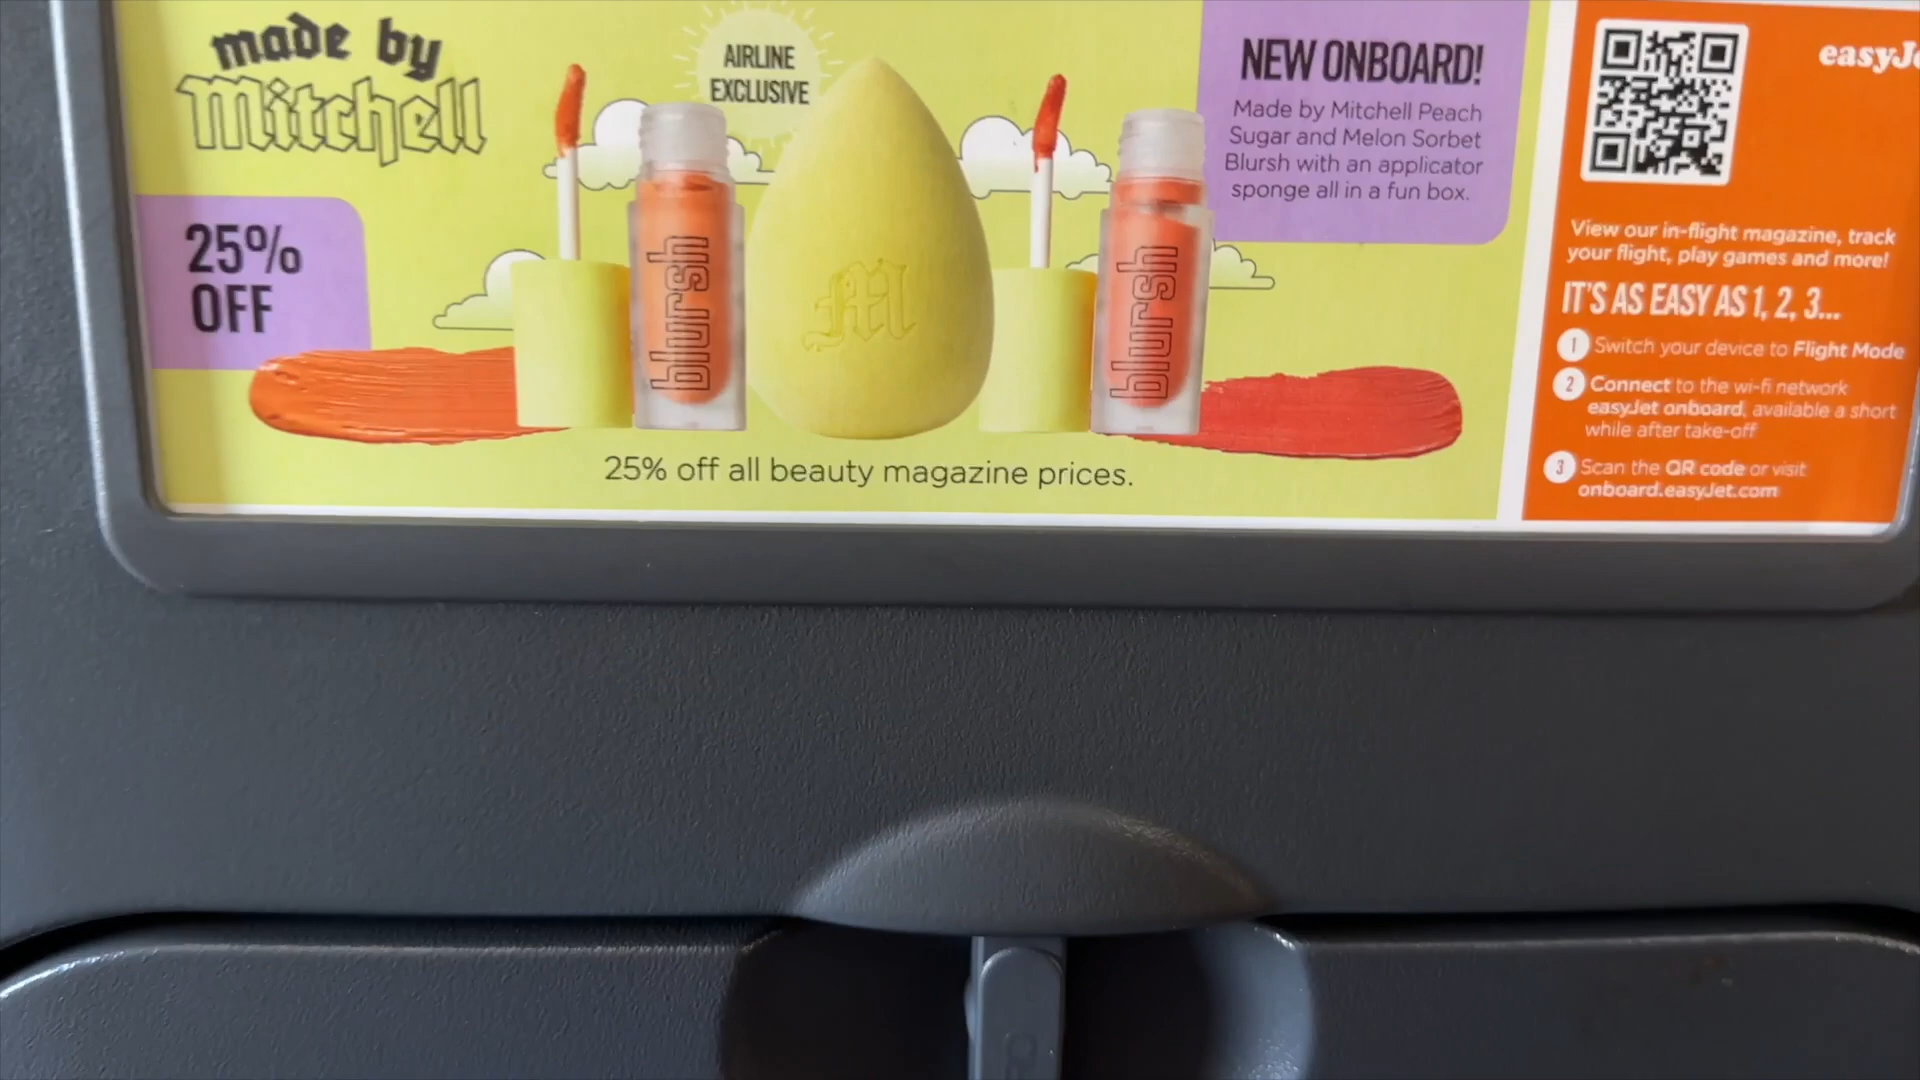 made by
Mitchell
25%
OFF
AIRLINE
EXCLUSIVE
blursh
blursh
M
NEW ONBOARD!
Made by Mitchell Peach
Sugar and Melon Sorbet
Blursh with an applicator
sponge all in a fun box.
25% off all beauty magazine prices.
easyJe
View our in-flight magazine, track
your flight, play games and more!
IT'S AS EASY AS 1, 2, 3...
1 Switch your device to Flight Mode
2 Connect to the wi-fi network
easyJet onboard, available a short
while after take-off
3 Scan the QR code or visit
onboard.easyJet.com